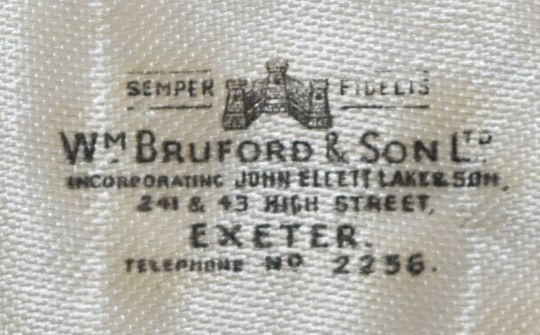 SEMPER FIDELIS
WM BRUFORD & SON LTD
INCORPORATING JOHN ELLETT LAKE & SON,
241 & 43 HIGH STREET,
EXETER.
TELEPHONE NO 2256.